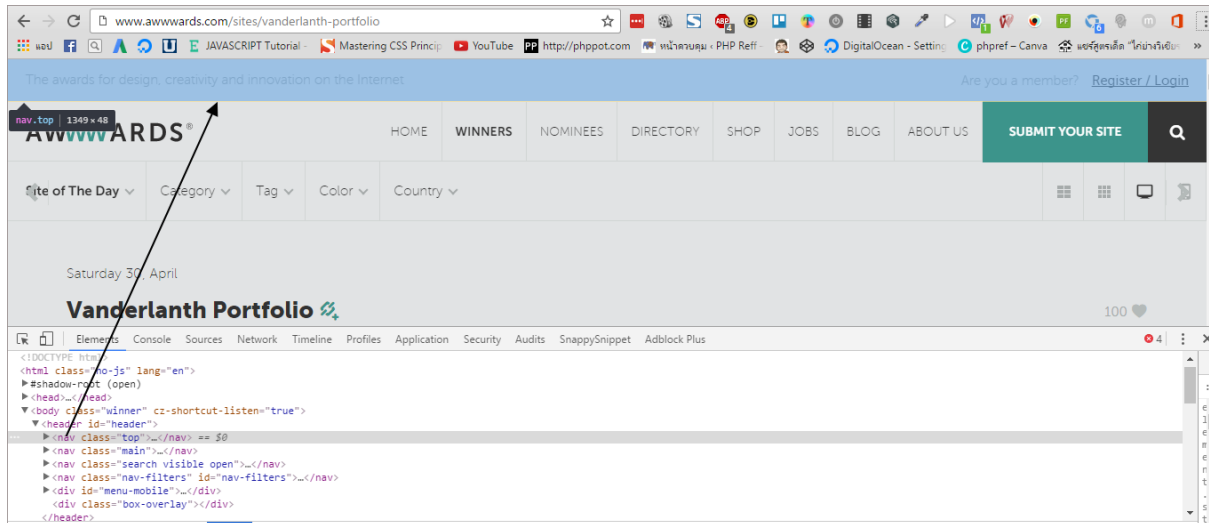 www.awwwards.com/sites/vanderlanth-portfolio
แอป JAVASCRIPT Tutorial - Mastering CSS Princip YouTube PP http://phppot.com หน้าควบคุม ‹ PHP Reff - DigitalOcean - Setting phpref – Canva แชร์สูตรเด็ด "ไก่ย่างวิเชียร »
The awards for design, creativity and innovation on the Internet Are you a member? Register / Login
nav.top | 1349 × 48
AWWWARDS® HOME WINNERS NOMINEES DIRECTORY SHOP JOBS BLOG ABOUT US SUBMIT YOUR SITE
Site of The Day Category Tag Color Country
Saturday 30, April
Vanderlanth Portfolio 100
Elements Console Sources Network Timeline Profiles Application Security Audits SnappySnippet Adblock Plus 4
<!DOCTYPE html>
<html class="no-js" lang="en">
▶#shadow-root (open)
▶<head>…</head>
▼<body class="winner" cz-shortcut-listen="true">
▼<header id="header">
▶<nav class="top">…</nav> == $0
▶<nav class="main">…</nav>
▶<nav class="search visible open">…</nav>
▶<nav class="nav-filters" id="nav-filters">…</nav>
▶<div id="menu-mobile">…</div>
<div class="box-overlay"></div>
</header>